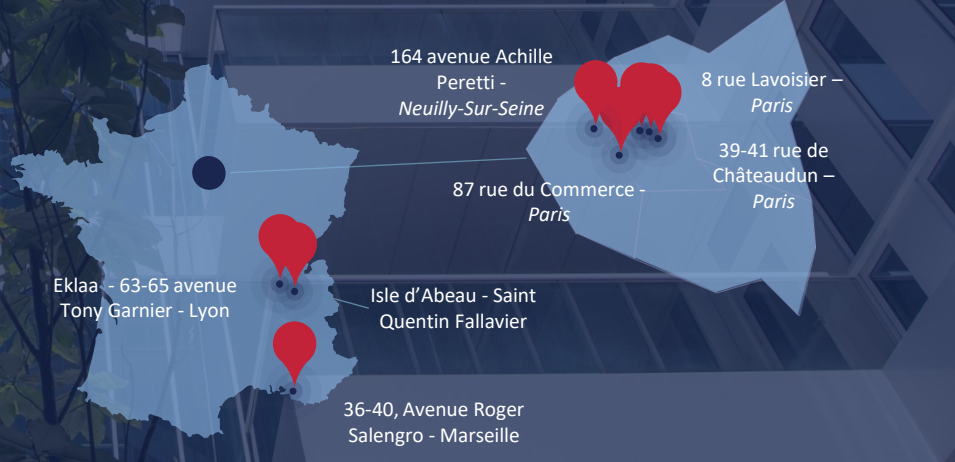 164 avenue Achille
Peretti -
Neuilly-Sur-Seine
8 rue Lavoisier –
Paris
39-41 rue de
Châteaudun –
Paris
87 rue du Commerce -
Paris
Eklaa - 63-65 avenue
Tony Garnier - Lyon
Isle d’Abeau - Saint
Quentin Fallavier
36-40, Avenue Roger
Salengro - Marseille